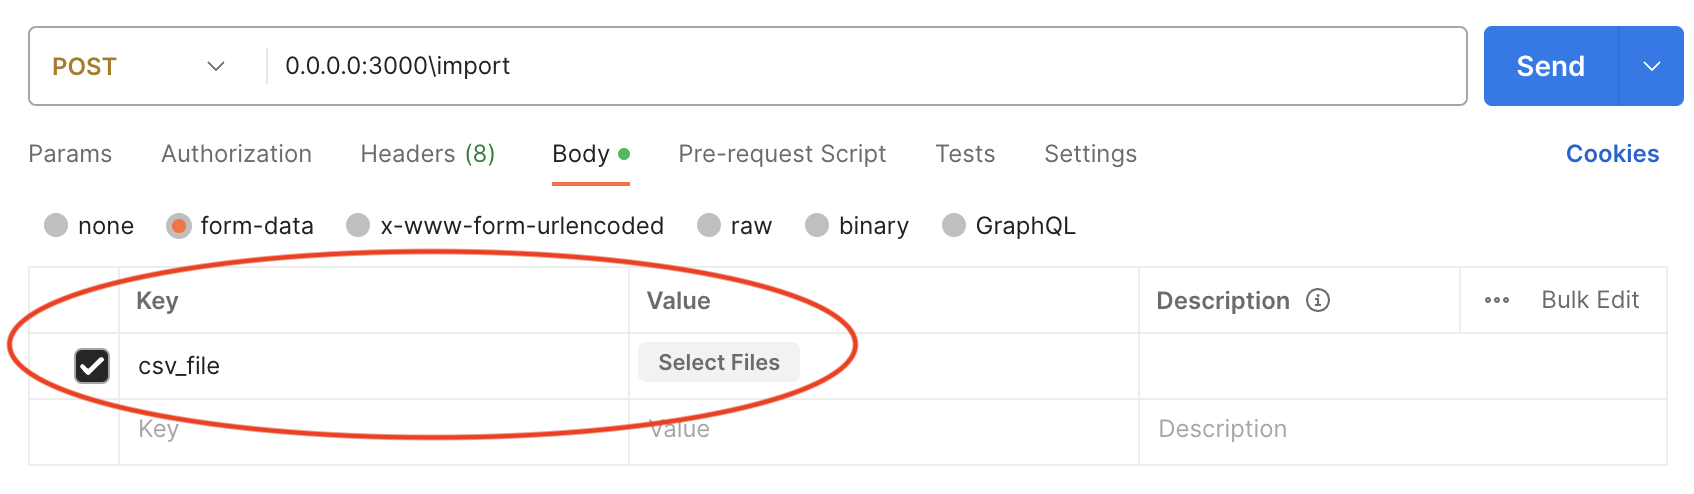 POST 0.0.0.0:3000\import Send
Params Authorization Headers (8) Body Pre-request Script Tests Settings Cookies
none form-data x-www-form-urlencoded raw binary GraphQL
Key Value Description Bulk Edit
csv_file Select Files
Key Value Description